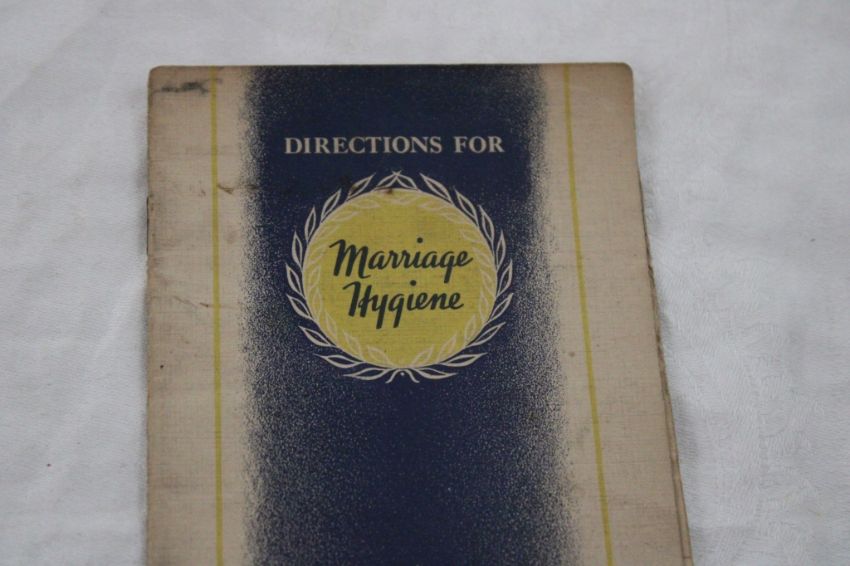 DIRECTIONS FOR
Marriage
Hygiene